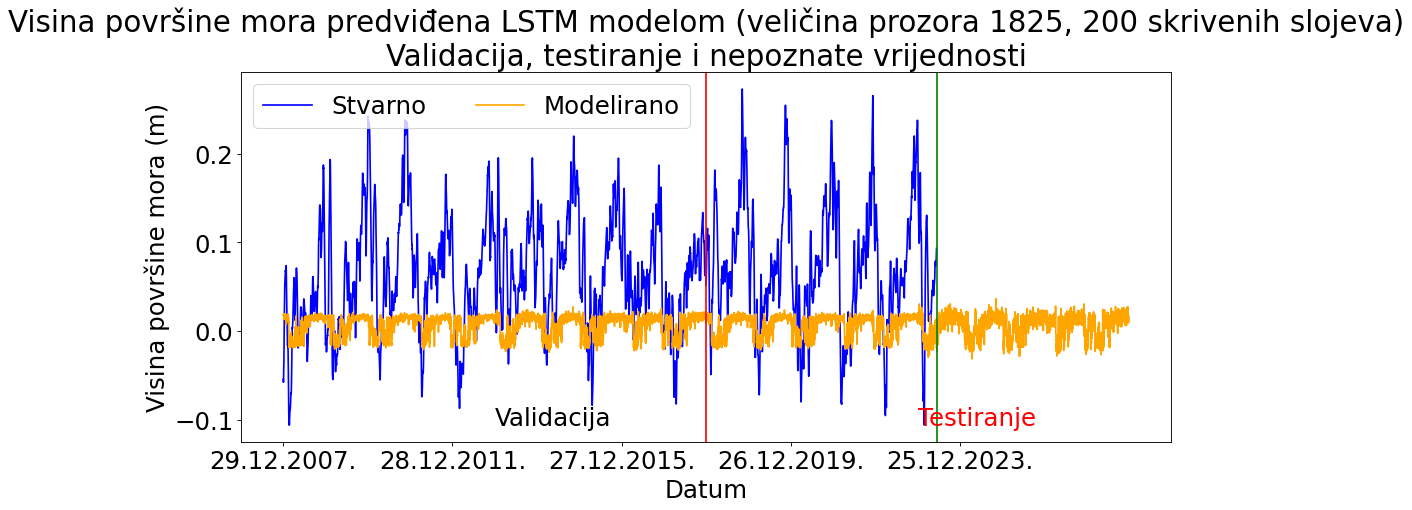 Visina površine mora predviđena LSTM modelom (veličina prozora 1825, 200 skrivenih slojeva)
Validacija, testiranje i nepoznate vrijednosti
Stvarno
Modelirano
Visina površine mora (m)
0.2
0.1
0.0
−0.1
Validacija
Testiranje
29.12.2007.
28.12.2011.
27.12.2015.
26.12.2019.
25.12.2023.
Datum